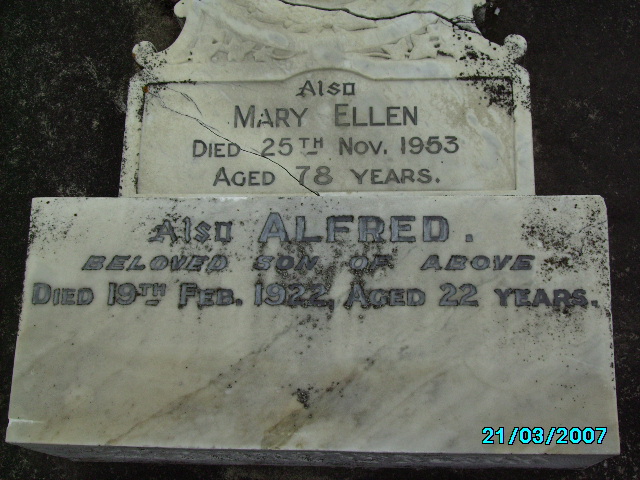 Also
MARY ELLEN
DIED 25TH NOV. 1953
AGED 78 YEARS.
Also ALFRED.
BELOVED SON OF ABOVE
DIED 19TH FEB. 1922, AGED 22 YEARS.
21/03/2007